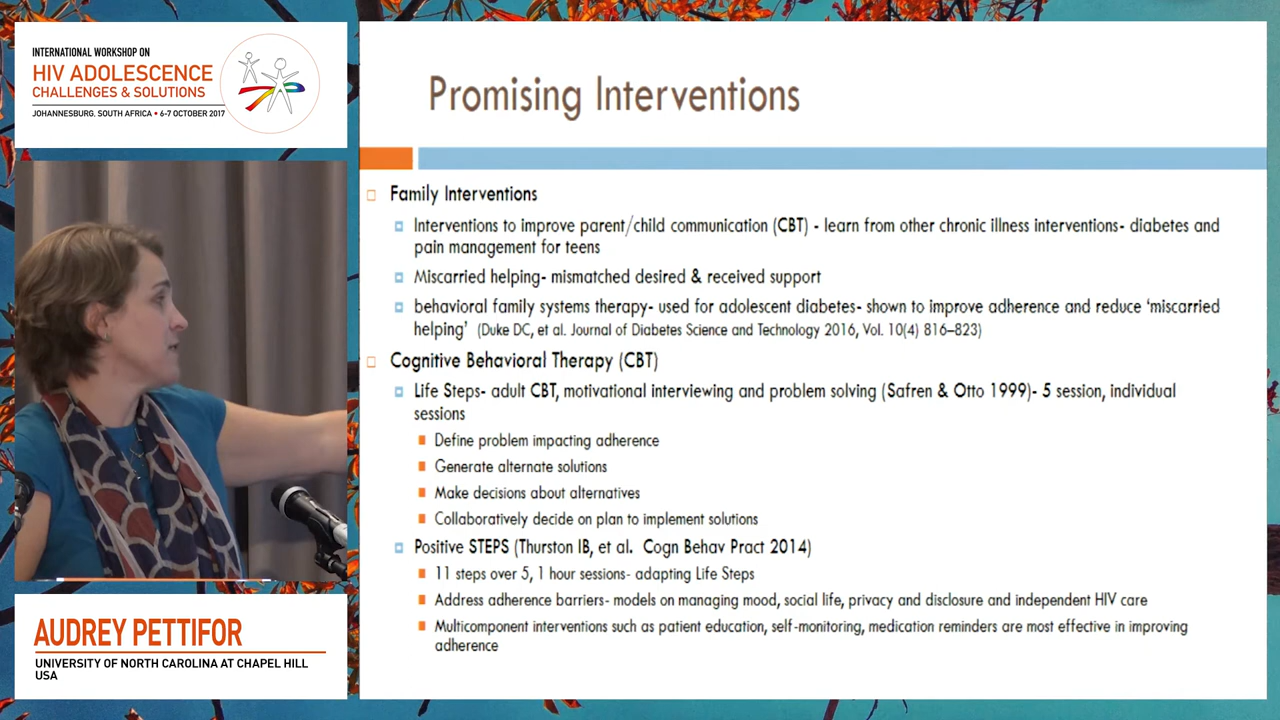 INTERNATIONAL WORKSHOP ON
HIV ADOLESCENCE
CHALLENGES & SOLUTIONS
JOHANNESBURG, SOUTH AFRICA • 6-7 OCTOBER 2017
Promising Interventions
Family Interventions
Interventions to improve parent/child communication (CBT) - learn from other chronic illness interventions- diabetes and
pain management for teens
Miscarried helping- mismatched desired & received support
behavioral family systems therapy- used for adolescent diabetes- shown to improve adherence and reduce ‘miscarried
helping’ (Duke DC, et al. Journal of Diabetes Science and Technology 2016, Vol. 10(4) 816–823)
Cognitive Behavioral Therapy (CBT)
Life Steps- adult CBT, motivational interviewing and problem solving (Safren & Otto 1999)- 5 session, individual
sessions
Define problem impacting adherence
Generate alternate solutions
Make decisions about alternatives
Collaboratively decide on plan to implement solutions
Positive STEPS (Thurston IB, et al. Cogn Behav Pract 2014)
11 steps over 5, 1 hour sessions- adapting Life Steps
Address adherence barriers- models on managing mood, social life, privacy and disclosure and independent HIV care
Multicomponent interventions such as patient education, self-monitoring, medication reminders are most effective in improving
adherence
AUDREY PETTIFOR
UNIVERSITY OF NORTH CAROLINA AT CHAPEL HILL
USA